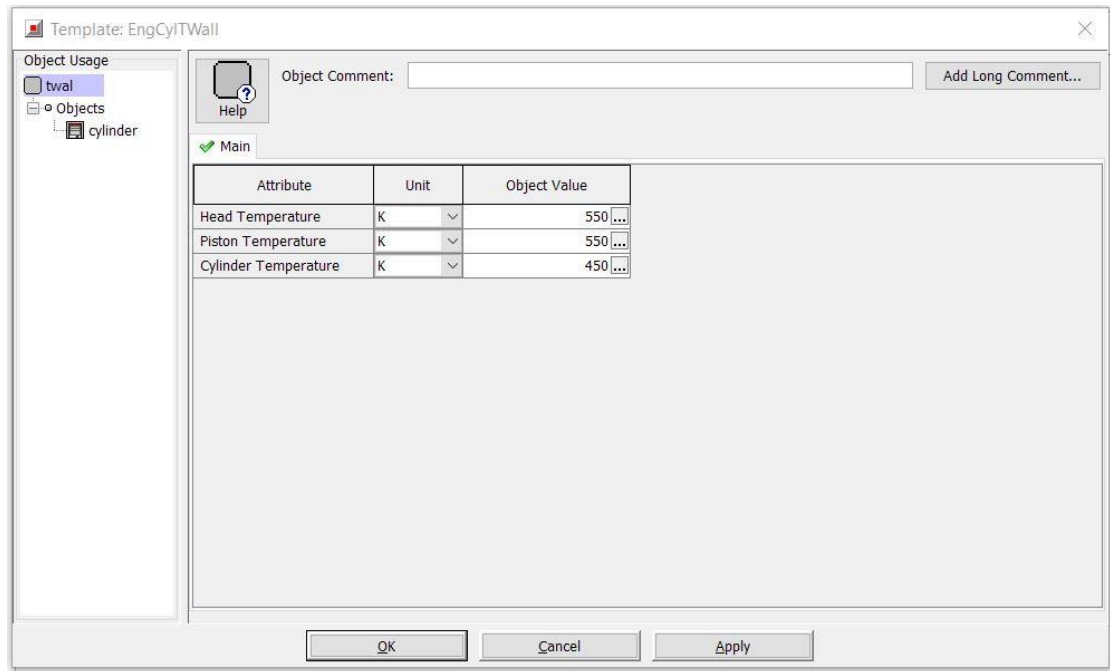 Template: EngCylTWall
Object Usage
twal
Objects
cylinder
Help
Object Comment:
Add Long Comment...
Main
Attribute Unit Object Value
Head Temperature K 550 ...
Piston Temperature K 550 ...
Cylinder Temperature K 450 ...
OK Cancel Apply